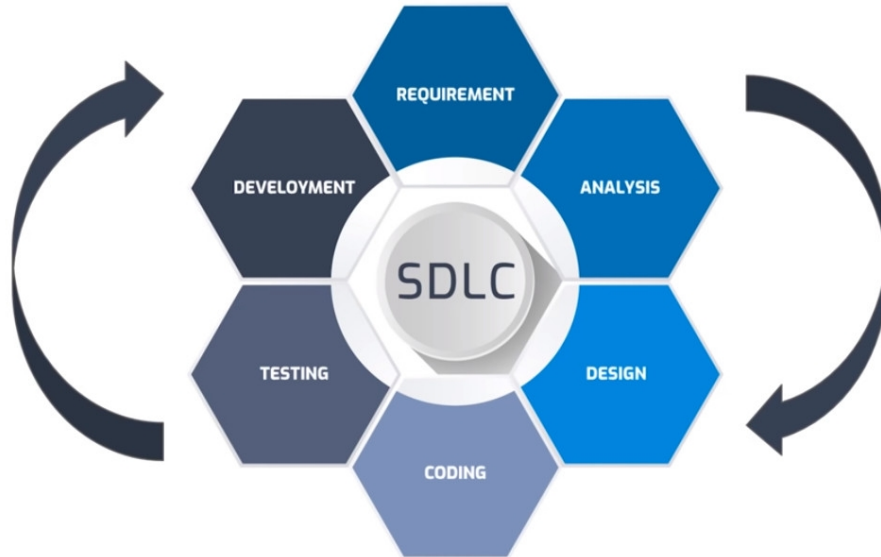 REQUIREMENT
ANALYSIS
DESIGN
CODING
TESTING
DEVELOYMENT
SDLC